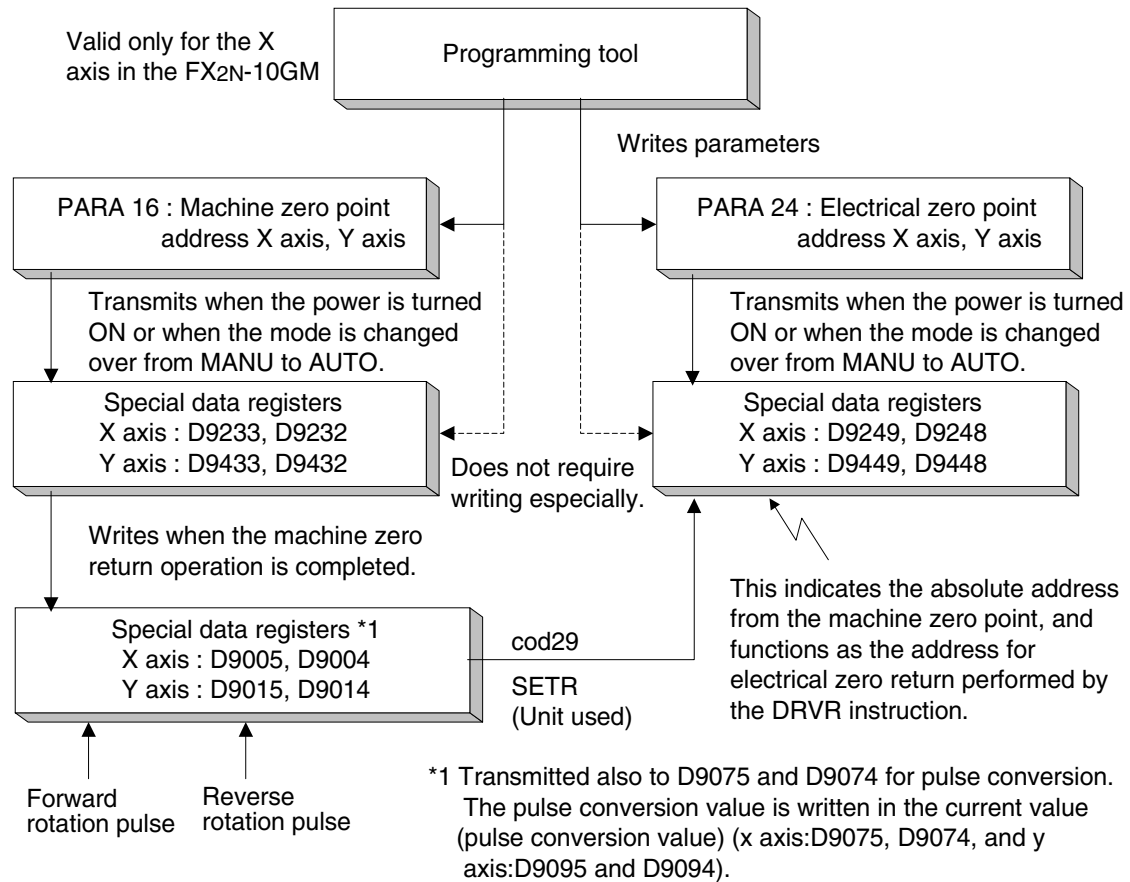 Valid only for the X
axis in the FX2N-10GM
Programming tool
Writes parameters
PARA 16 : Machine zero point
address X axis, Y axis
PARA 24 : Electrical zero point
address X axis, Y axis
Transmits when the power is turned
ON or when the mode is changed
over from MANU to AUTO.
Transmits when the power is turned
ON or when the mode is changed
over from MANU to AUTO.
Special data registers
X axis : D9233, D9232
Y axis : D9433, D9432
Special data registers
X axis : D9249, D9248
Y axis : D9449, D9448
Does not require
writing especially.
Writes when the machine zero
return operation is completed.
This indicates the absolute address
from the machine zero point, and
functions as the address for
electrical zero return performed by
the DRVR instruction.
Special data registers *1
X axis : D9005, D9004
Y axis : D9015, D9014
cod29
SETR
(Unit used)
Forward
rotation pulse
Reverse
rotation pulse
*1 Transmitted also to D9075 and D9074 for pulse conversion.
The pulse conversion value is written in the current value
(pulse conversion value) (x axis:D9075, D9074, and y
axis:D9095 and D9094).